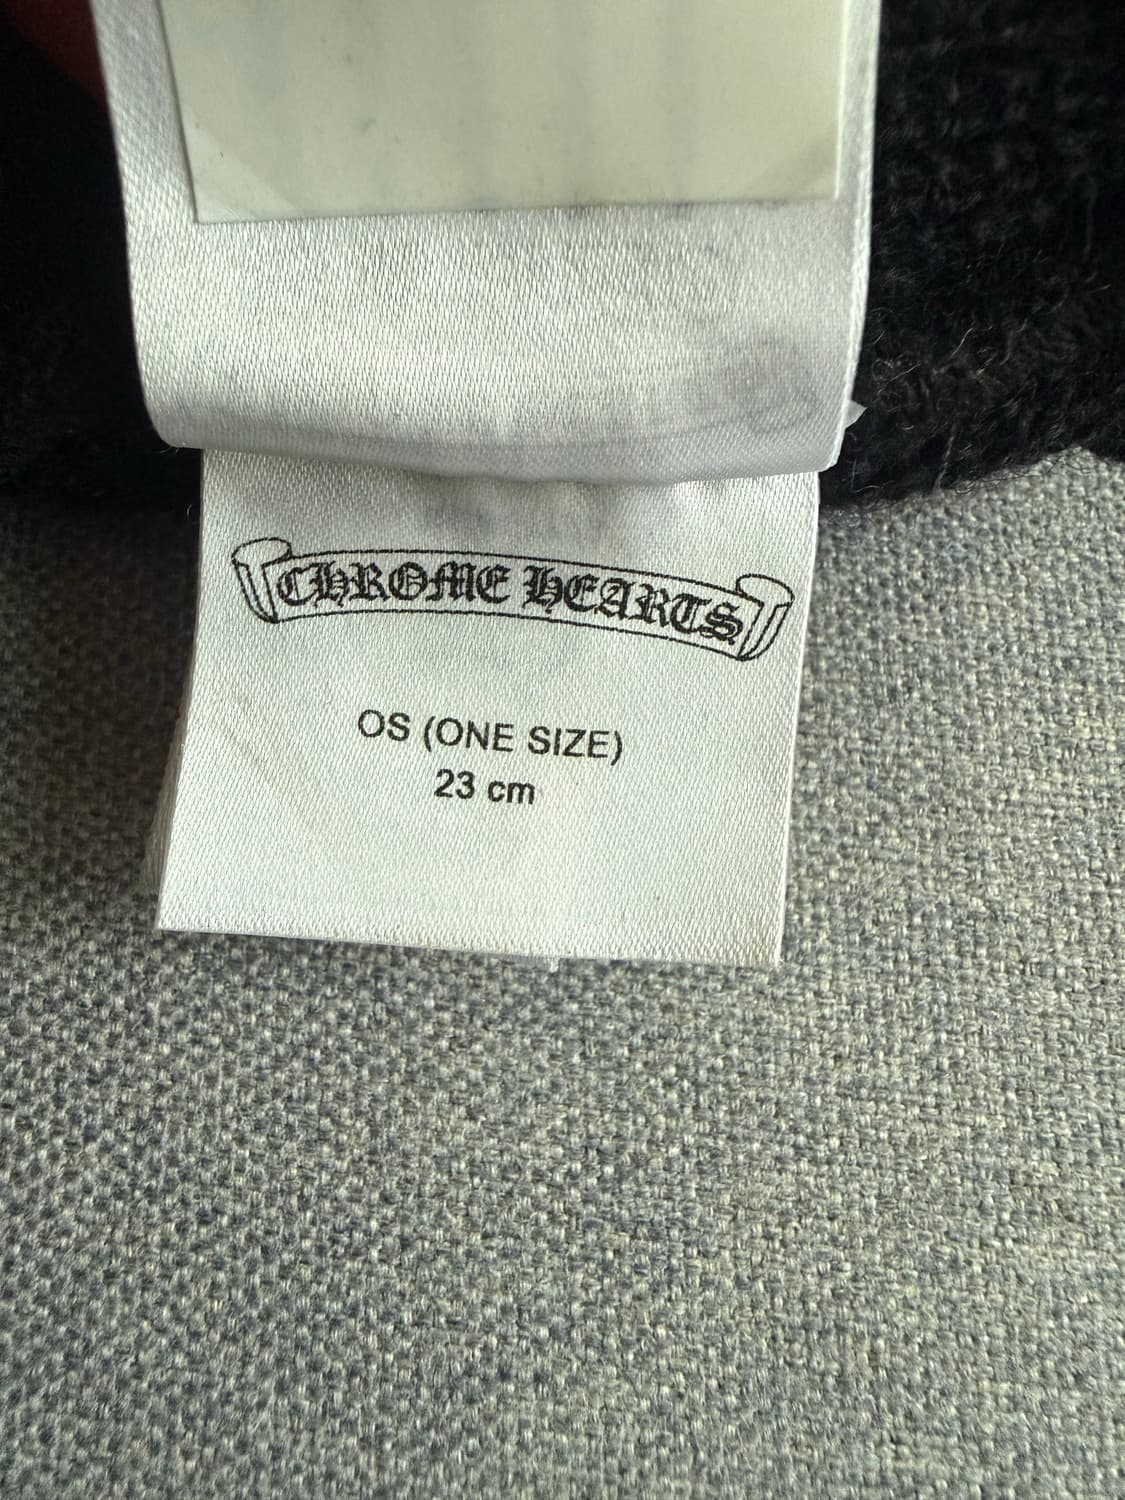 CHROME HEARTS
OS (ONE SIZE)
23 cm